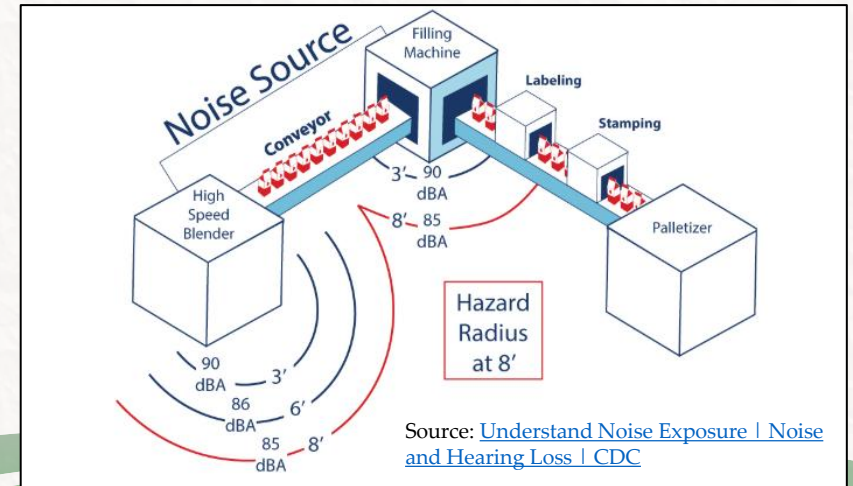 Noise Source
Filling
Machine
Labeling
Stamping
Conveyor
3' 90
dBA
8' 85
dBA
High
Speed
Blender
Palletizer
Hazard
Radius
at 8'
90
dBA 3'
86
dBA 6'
85
dBA 8'
Source: Understand Noise Exposure | Noise
and Hearing Loss | CDC